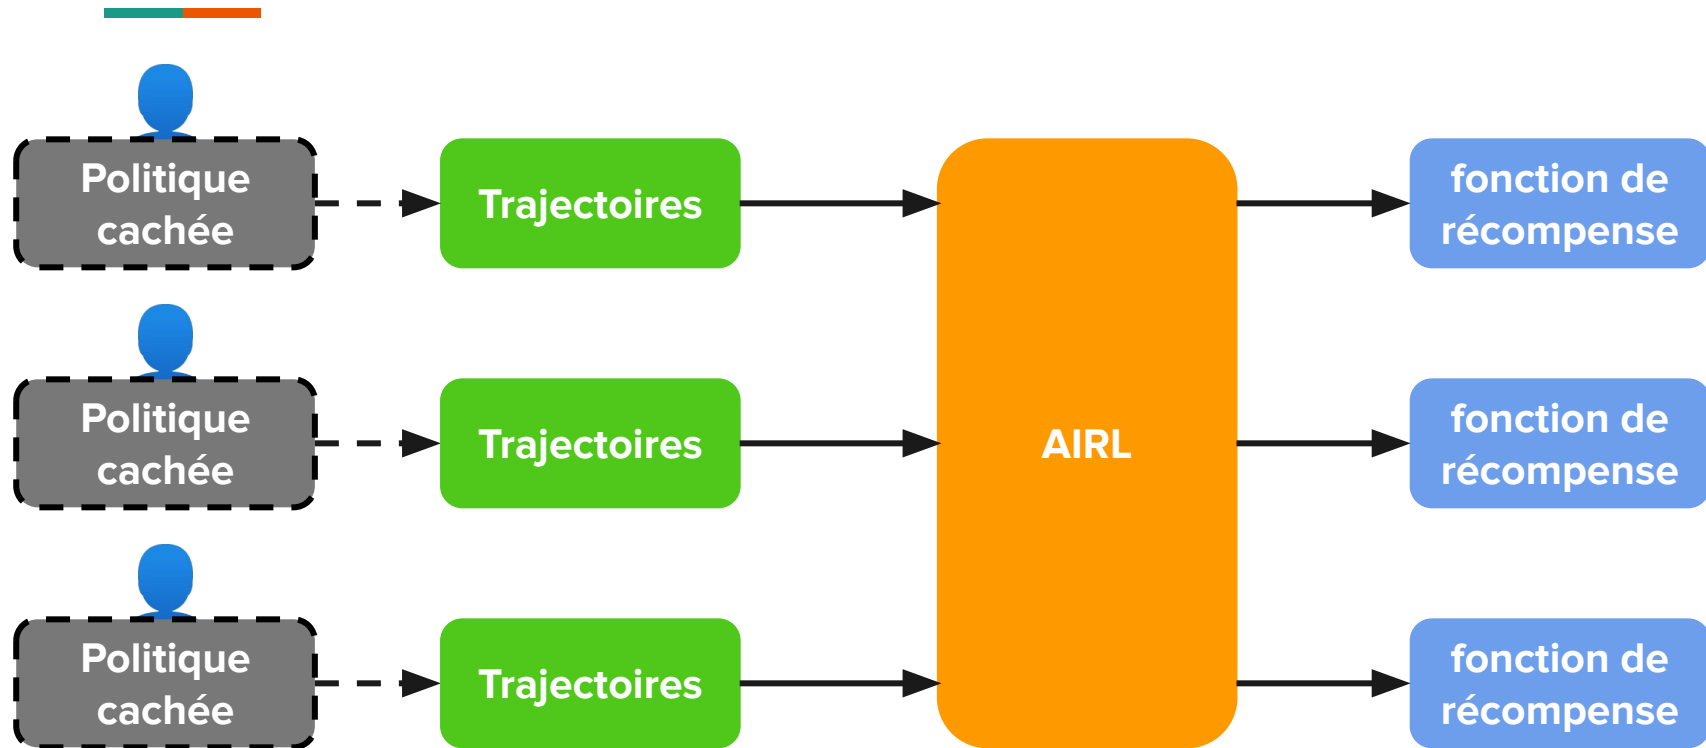 Politique
cachée
Trajectoires
fonction de
récompense
Politique
cachée
Trajectoires
AIRL
fonction de
récompense
Politique
cachée
Trajectoires
fonction de
récompense